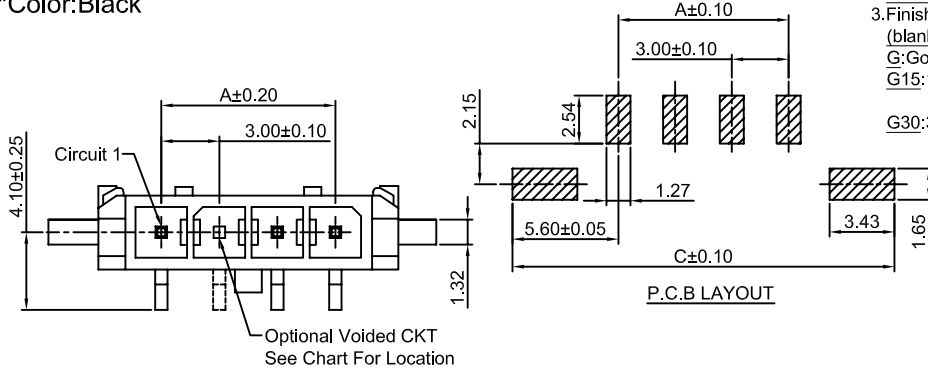 *Color:Black
A±0.20
3.00±0.10
Circuit 1
4.10±0.25
1.32
Optional Voided CKT
See Chart For Location
A±0.10
3.00±0.10
2.15
2.54
1.27
5.60±0.05
3.43
1.65
C±0.10
P.C.B LAYOUT
3.Finish
G:Go
G15:
G30:3